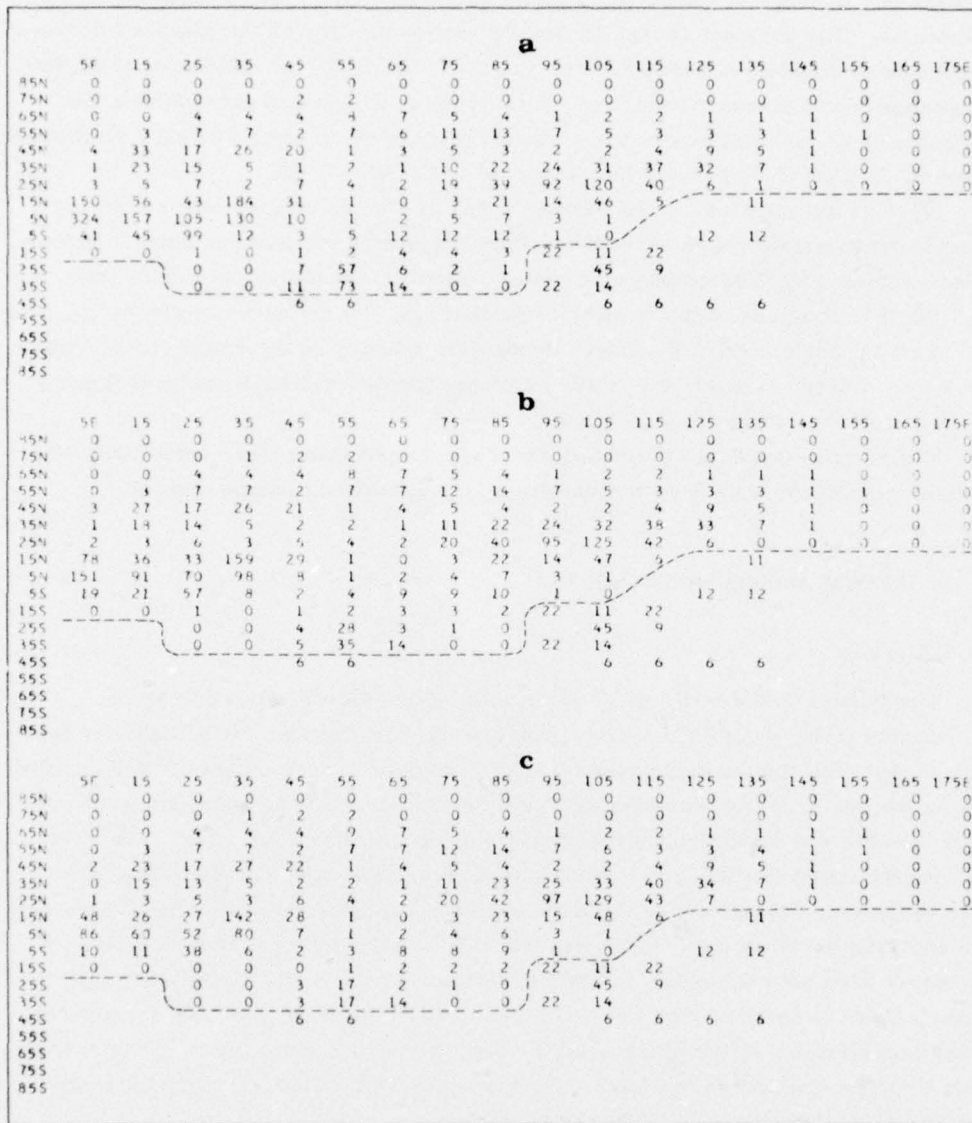 a
5E 15 25 35 45 55 65 75 85 95 105 115 125 135 145 155 165 175E
85N 0 0 0 0 0 0 0 0 0 0 0 0 0 0 0 0 0 0
75N 0 0 0 1 2 2 0 0 0 0 0 0 0 0 0 0 0 0
65N 0 0 4 4 4 8 7 5 4 1 2 2 1 1 1 0 0 0
55N 0 3 7 7 2 7 6 11 13 7 5 3 3 3 1 1 0 0
45N 4 33 17 26 20 1 3 5 3 2 2 4 9 5 1 0 0 0
35N 1 23 15 5 1 2 1 10 22 24 31 37 32 7 1 0 0 0
25N 3 5 7 2 7 4 2 19 39 92 120 40 6 1 0 0 0 0
15N 150 56 43 184 31 1 0 3 21 14 46 5 11
5N 324 157 105 130 10 1 2 5 7 3 1
5S 41 45 99 12 3 5 12 12 12 1 0 12 12
15S 0 0 1 0 1 2 4 4 3 22 11 22
25S 0 0 7 57 6 2 1 45 9
35S 0 0 11 73 14 0 0 22 14
45S 6 6 6 6 6 6
55S
65S
75S
85S
b
5E 15 25 35 45 55 65 75 85 95 105 115 125 135 145 155 165 175E
85N 0 0 0 0 0 0 0 0 0 0 0 0 0 0 0 0 0 0
75N 0 0 0 1 2 2 0 0 0 0 0 0 0 0 0 0 0 0
65N 0 0 4 4 4 8 7 5 4 1 2 2 1 1 1 0 0 0
55N 0 3 7 7 2 7 7 12 14 7 5 3 3 3 1 1 0 0
45N 3 27 17 26 21 1 4 5 4 2 2 4 9 5 1 0 0 0
35N 1 18 14 5 2 2 1 11 22 24 32 38 33 7 1 0 0 0
25N 2 3 6 3 4 2 20 40 95 125 42 6 0 0 0 0 0
15N 78 36 33 159 29 1 0 3 22 14 47 6 11
5N 151 91 70 98 8 1 2 4 7 3 1
5S 19 21 57 8 2 4 9 9 10 1 0 12 12
15S 0 0 1 0 1 2 3 3 2 22 11 22
25S 0 0 4 28 3 1 0 45 9
35S 0 0 5 35 14 0 0 22 14
45S 6 6 6 6 6 6
55S
65S
75S
85S
c
5E 15 25 35 45 55 65 75 85 95 105 115 125 135 145 155 165 175E
85N 0 0 0 0 0 0 0 0 0 0 0 0 0 0 0 0 0 0
75N 0 0 0 1 2 2 0 0 0 0 0 0 0 0 0 0 0 0
65N 0 0 4 4 4 9 7 5 4 1 2 2 1 1 1 1 0 0
55N 0 3 7 7 2 7 7 12 14 7 6 3 3 4 1 1 0 0
45N 2 23 17 27 22 1 4 5 4 2 2 4 9 5 1 0 0 0
35N 0 15 13 5 2 2 1 11 23 25 33 40 34 7 1 0 0 0
25N 1 3 5 3 6 4 2 20 42 97 129 43 7 0 0 0 0 0
15N 48 26 27 142 28 1 0 3 23 15 48 6 11
5N 86 60 52 80 7 1 2 4 6 3 1
5S 10 11 38 6 2 3 8 8 9 1 0 12 12
15S 0 0 0 0 0 1 2 2 2 22 11 22
25S 0 0 3 17 2 1 0 45 9
35S 0 0 3 17 14 0 0 22 14
45S 6 6 6 6 6 6
55S
65S
75S
85S